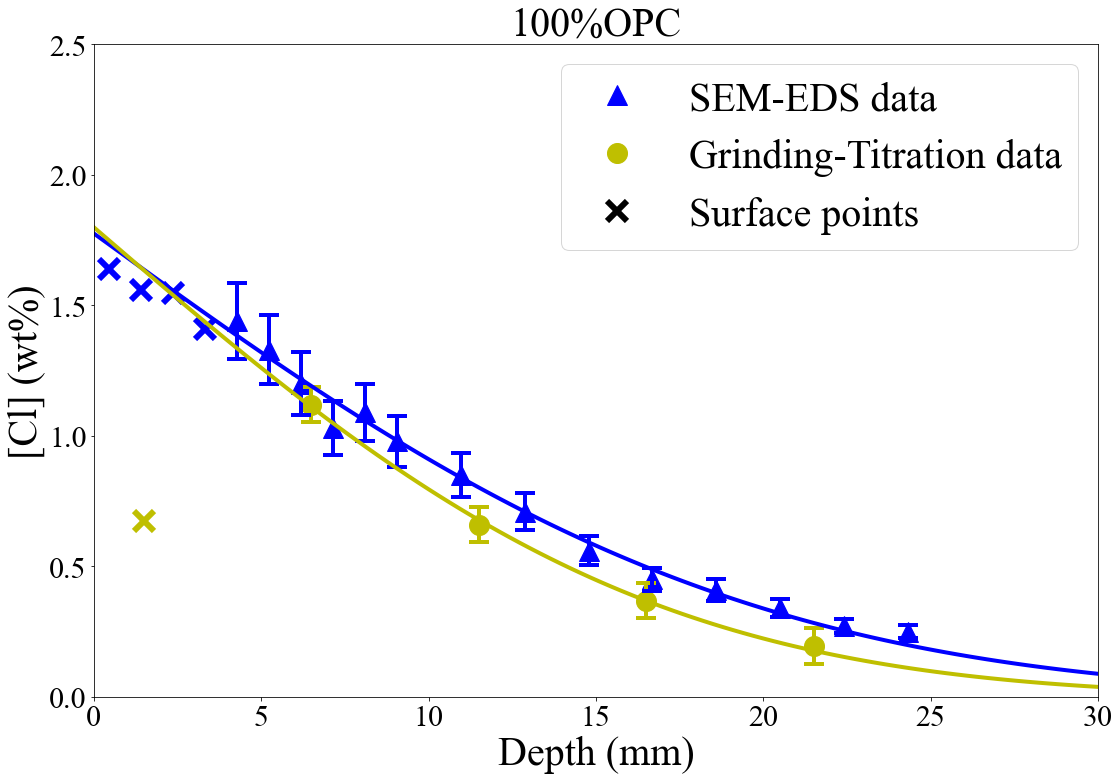 100%OPC
2.5
2.0
1.5
1.0
0.5
0.0
[Cl] (wt%)
SEM-EDS data
Grinding-Titration data
Surface points
0 5 10 15 20 25 30
Depth (mm)